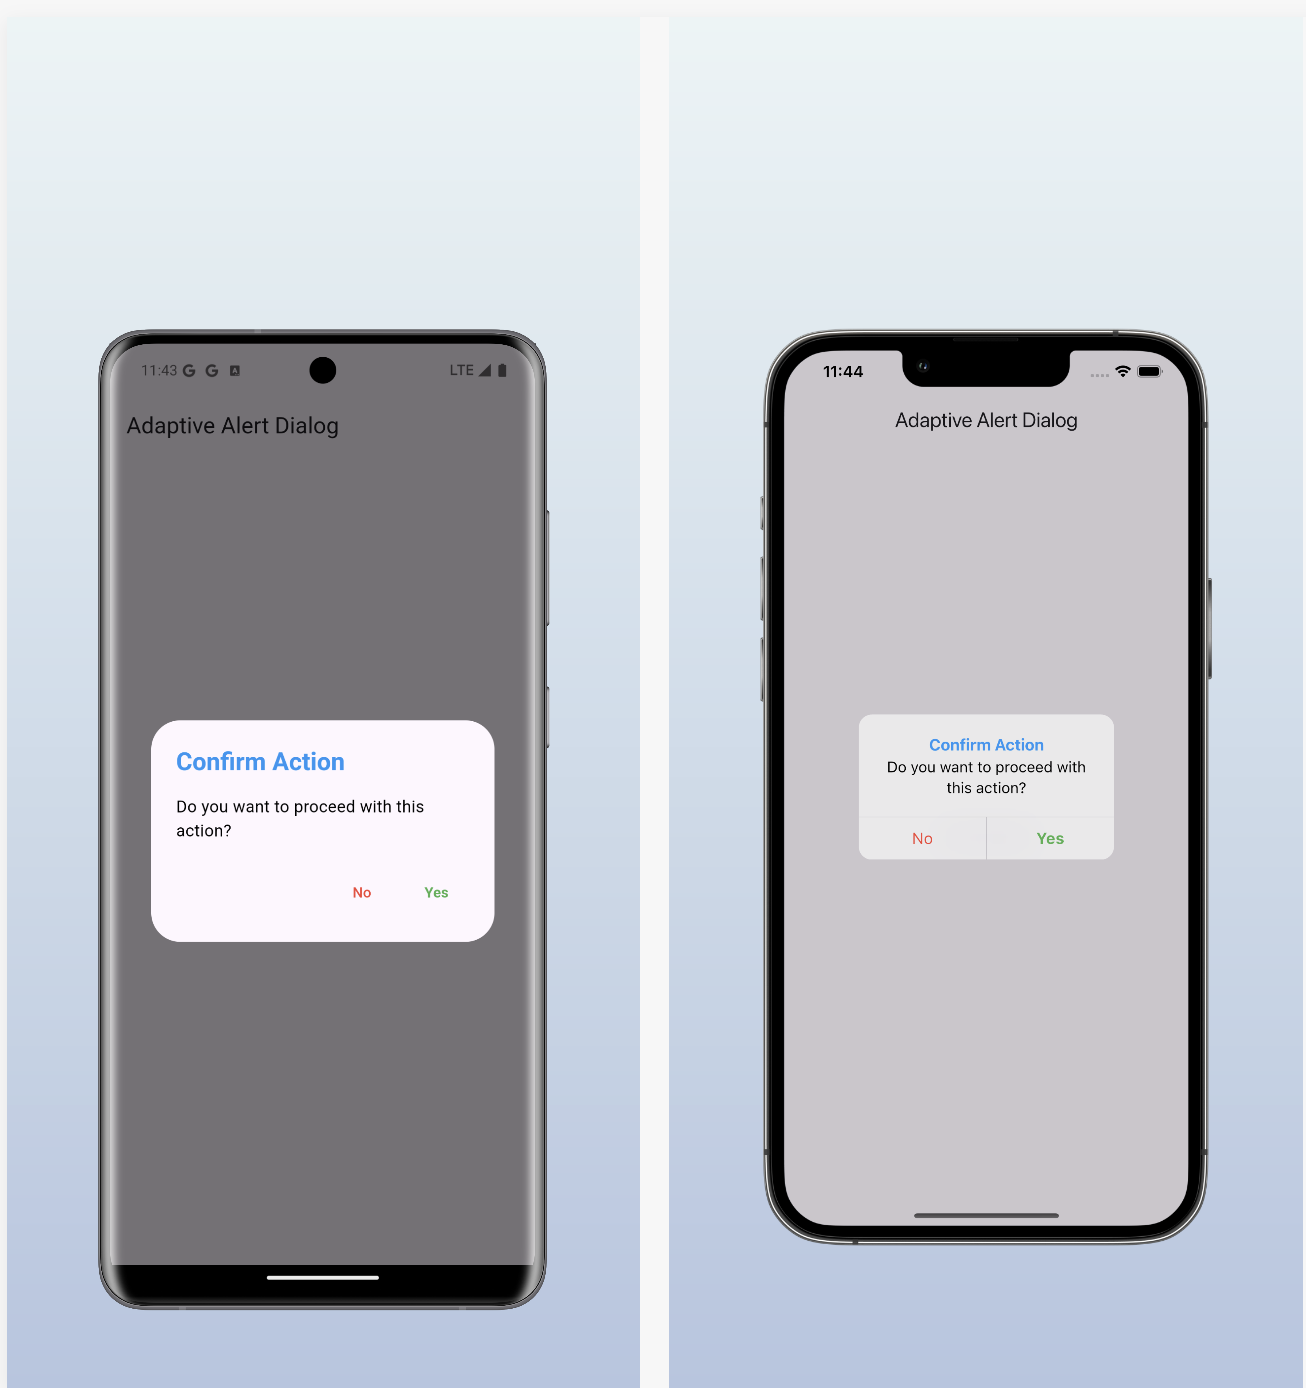 11:43 G G A LTE
Adaptive Alert Dialog
Confirm Action
Do you want to proceed with this
action?
No Yes
11:44
Adaptive Alert Dialog
Confirm Action
Do you want to proceed with
this action?
No Yes